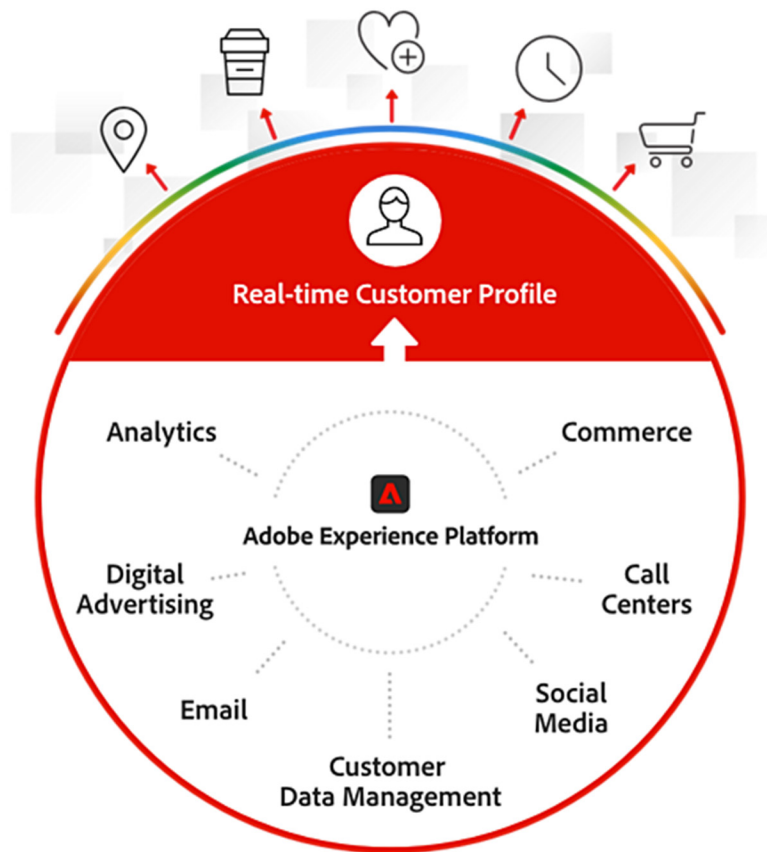 Real-time Customer Profile
Analytics
Commerce
Adobe Experience Platform
Digital
Advertising
Call
Centers
Email
Social
Media
Customer
Data Management